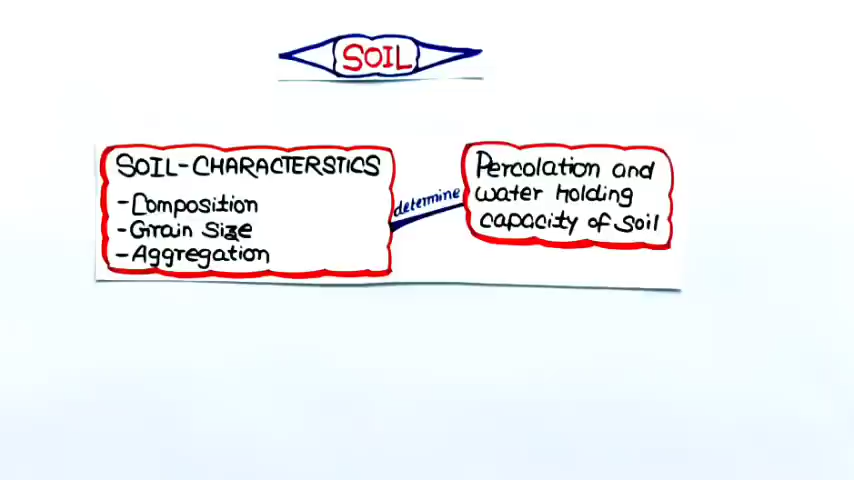 SOIL
SOIL-CHARACTERSTICS
-Composition
-Grain Size
-Aggregation
determine
Percolation and
water holding
capacity of soil